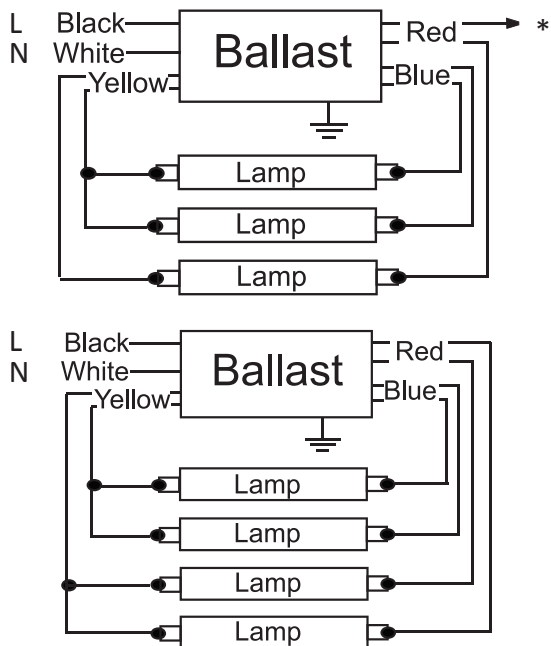 L Black Ballast Red *
N White
Yellow Blue
Lamp
Lamp
Lamp
L Black Ballast Red
N White
Yellow Blue
Lamp
Lamp
Lamp
Lamp